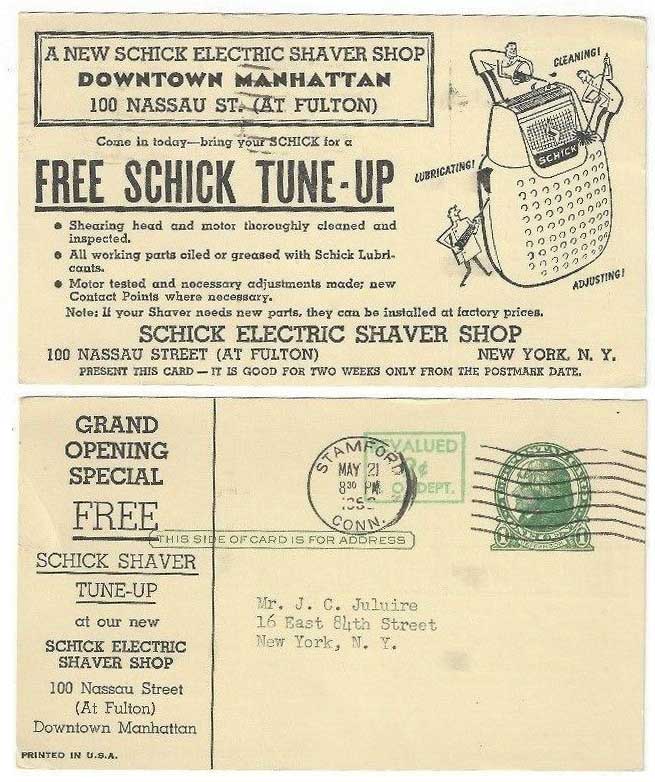 A NEW SCHICK ELECTRIC SHAVER SHOP
DOWNTOWN MANHATTAN
100 NASSAU ST. (AT FULTON)
Come in today—bring your SCHICK for a
FREE SCHICK TUNE-UP
• Shearing head and motor thoroughly cleaned and
inspected.
• All working parts oiled or greased with Schick Lubri-
cants.
• Motor tested and necessary adjustments made; new
Contact Points where necessary.
Note: If your Shaver needs new parts, they can be installed at factory prices.
SCHICK ELECTRIC SHAVER SHOP
100 NASSAU STREET (AT FULTON) NEW YORK, N. Y.
PRESENT THIS CARD — IT IS GOOD FOR TWO WEEKS ONLY FROM THE POSTMARK DATE.
CLEANING!
SCHICK
LUBRICATING!
ADJUSTING!
GRAND
OPENING
SPECIAL
FREE
SCHICK SHAVER
TUNE-UP
at our new
SCHICK ELECTRIC
SHAVER SHOP
100 Nassau Street
(At Fulton)
Downtown Manhattan
PRINTED IN U.S.A.
STAMFORD
MAY 21
8 30 PM
CONN.
REVALUED
2¢
P.O. DEPT.
THIS SIDE OF CARD IS FOR ADDRESS
Mr. J. C. Juluire
16 East 84th Street
New York, N. Y.